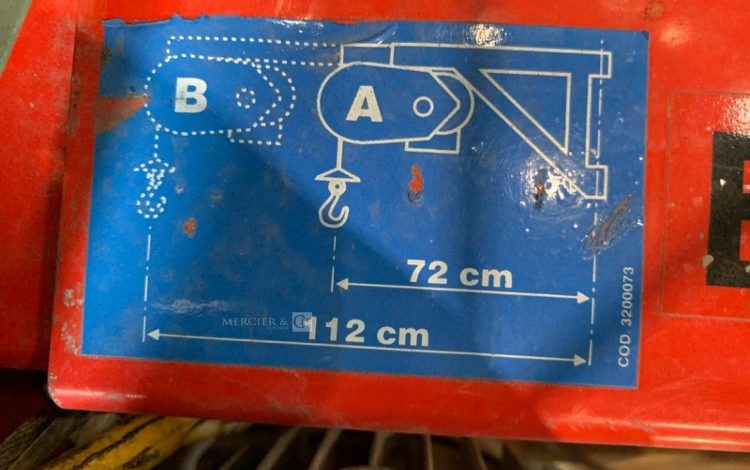 B
A
72 cm
MERCIER & C
112 cm
COD. 3200073